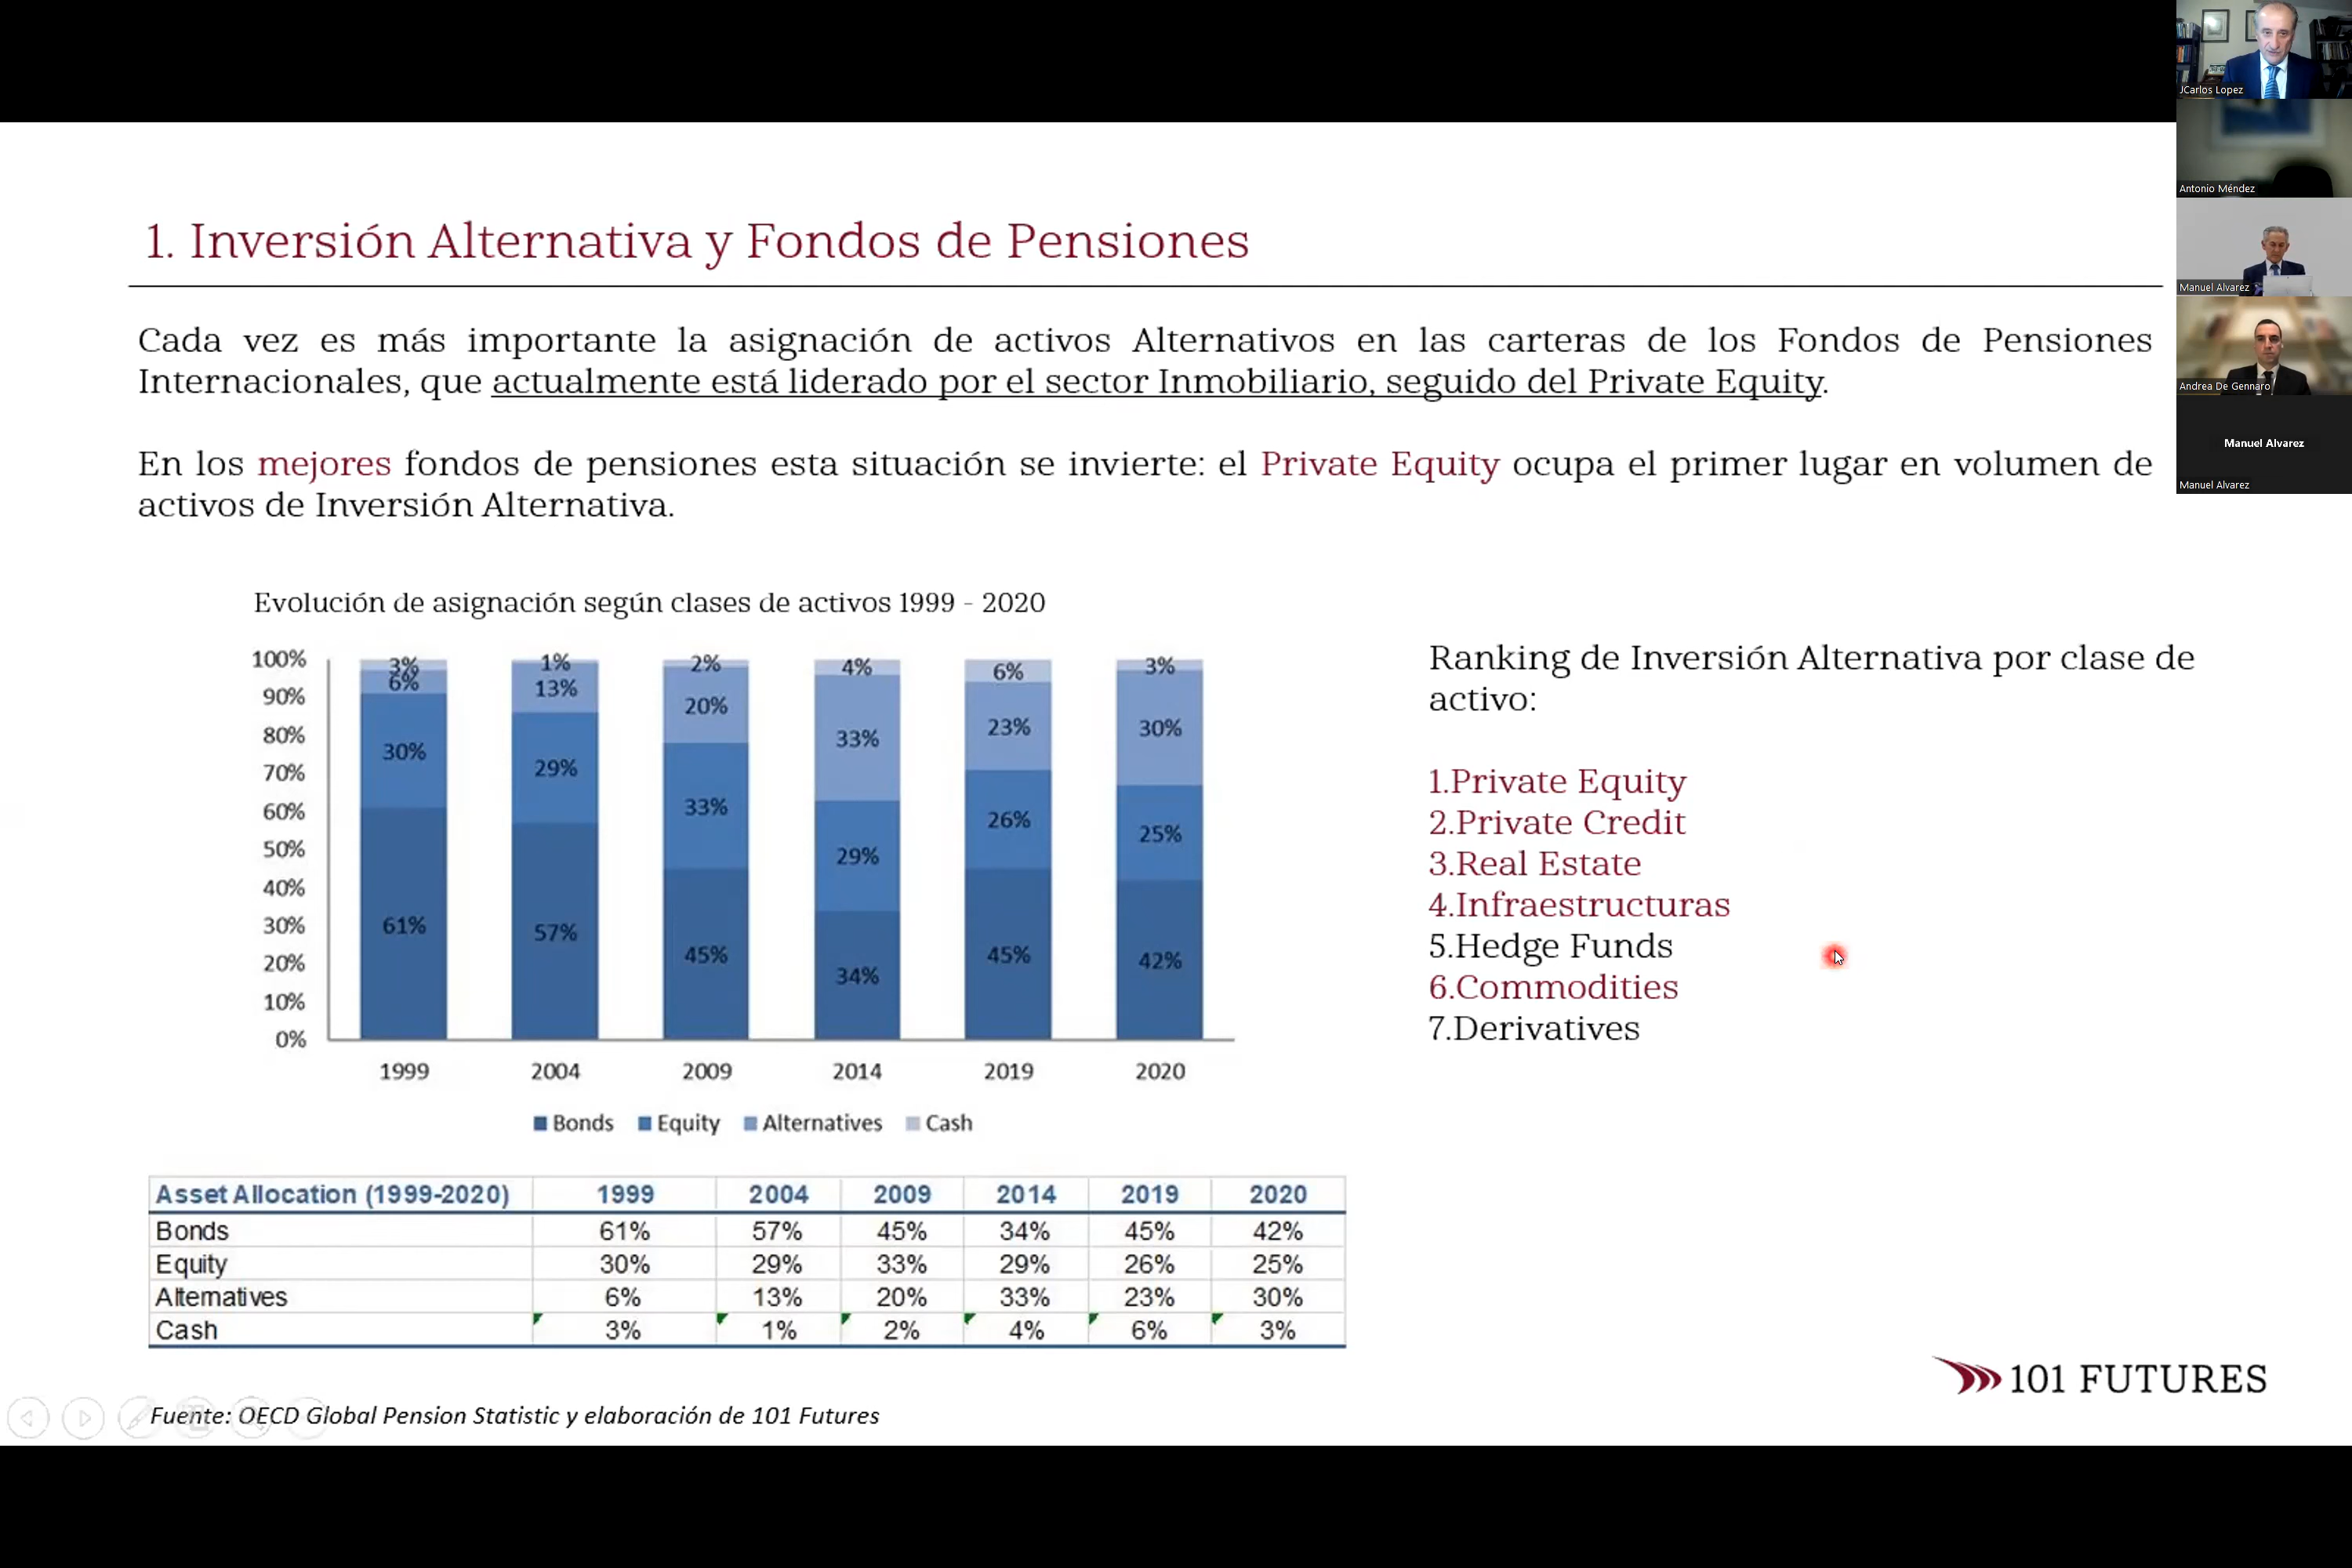 JCarlos Lopez
Antonio Méndez
Manuel Alvarez
Andrea De Gennaro
Manuel Alvarez
Manuel Alvarez
1. Inversión Alternativa y Fondos de Pensiones
Cada vez es más importante la asignación de activos Alternativos en las carteras de los Fondos de Pensiones
Internacionales, que actualmente está liderado por el sector Inmobiliario, seguido del Private Equity.
En los mejores fondos de pensiones esta situación se invierte: el Private Equity ocupa el primer lugar en volumen de
activos de Inversión Alternativa.
Evolución de asignación según clases de activos 1999 - 2020
100%
90%
80%
70%
60%
50%
40%
30%
20%
10%
0%
3% 1% 2% 4% 6% 3%
6% 13% 20% 33% 23% 30%
30% 29% 33% 29% 26% 25%
61% 57% 45% 34% 45% 42%
1999 2004 2009 2014 2019 2020
Bonds Equity Alternatives Cash
Ranking de Inversión Alternativa por clase de
activo:
1.Private Equity
2.Private Credit
3.Real Estate
4.Infraestructuras
5.Hedge Funds
6.Commodities
7.Derivatives
Asset Allocation (1999-2020) 1999 2004 2009 2014 2019 2020
Bonds 61% 57% 45% 34% 45% 42%
Equity 30% 29% 33% 29% 26% 25%
Alternatives 6% 13% 20% 33% 23% 30%
Cash 3% 1% 2% 4% 6% 3%
101 FUTURES
Fuente: OECD Global Pension Statistic y elaboración de 101 Futures